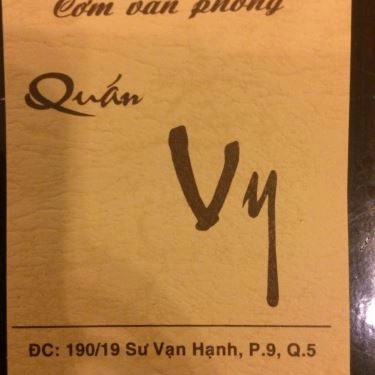 Cơm văn phòng
Quán
Vy
ĐC: 190/19 Sư Vạn Hạnh, P.9, Q.5